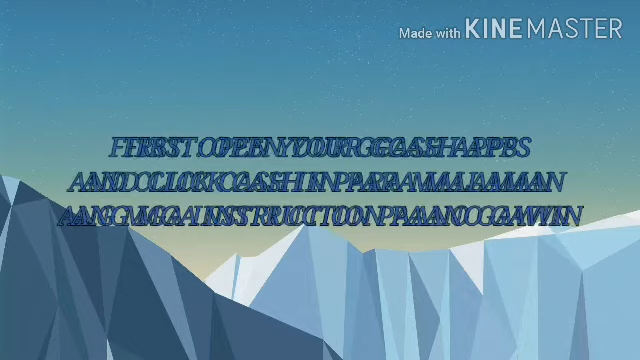 Made with KINEMASTER
FIRST OPEN YOUR GCASH APPS
AND CLICK CASH IN PARA MALAMAN
ANG MGA INSTRUCTION PAANO GAWIN